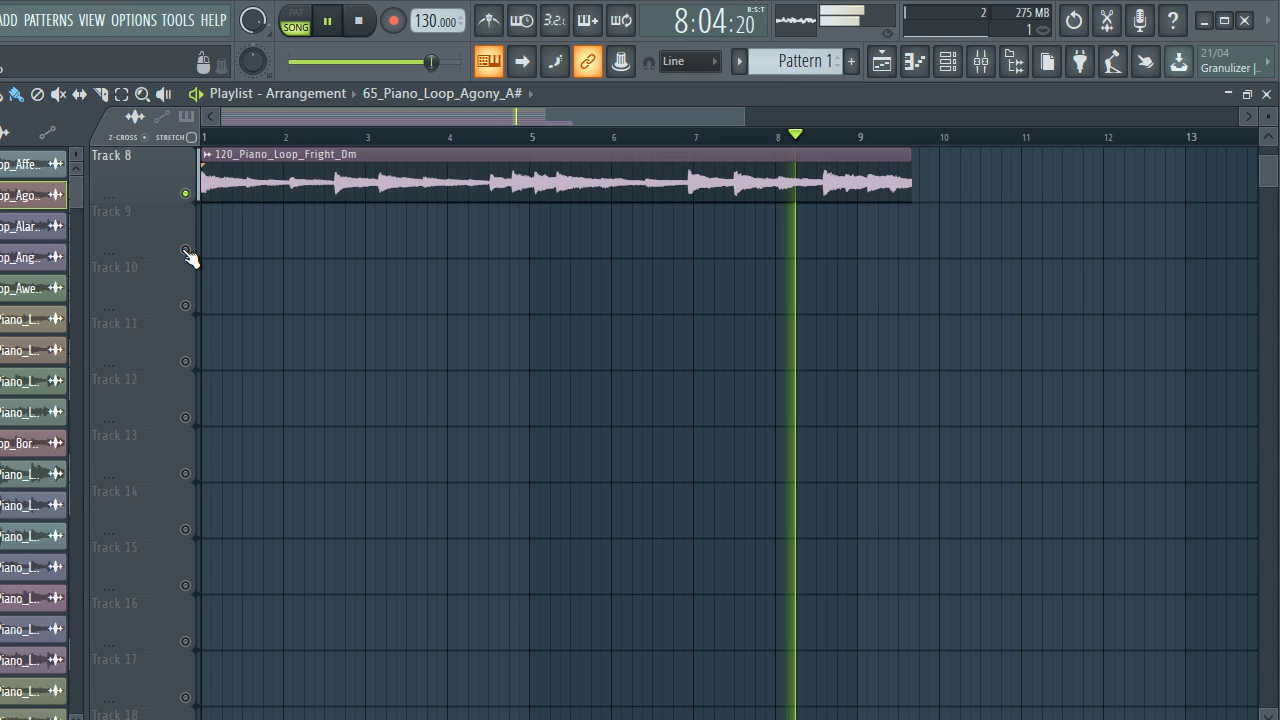 ADD PATTERNS VIEW OPTIONS TOOLS HELP
PAT
SONG
130.000
3.2.
8:04:20
B:S:T
2
275 MB
1
Line
Pattern 1
+
21/04
Granulizer |..
Playlist - Arrangement › 65_Piano_Loop_Agony_A# ›
Z-CROSS
STRETCH
1 2 3 4 5 6 7 8 9 10 11 12 13
Track 8
120_Piano_Loop_Fright_Dm
op_Affe..
op_Ago..
...
Track 9
op_Alar..
op_Ang..
...
Track 10
op_Awe..
...
Piano_L..
Track 11
Piano_L..
...
Track 12
Piano_L..
Piano_L..
...
Track 13
op_Bor..
Piano_L..
...
Track 14
Piano_L..
Piano_L..
...
Track 15
Piano_L..
...
Piano_L..
Track 16
Piano_L..
...
Track 17
Piano_L..
Piano_L..
...
Track 18